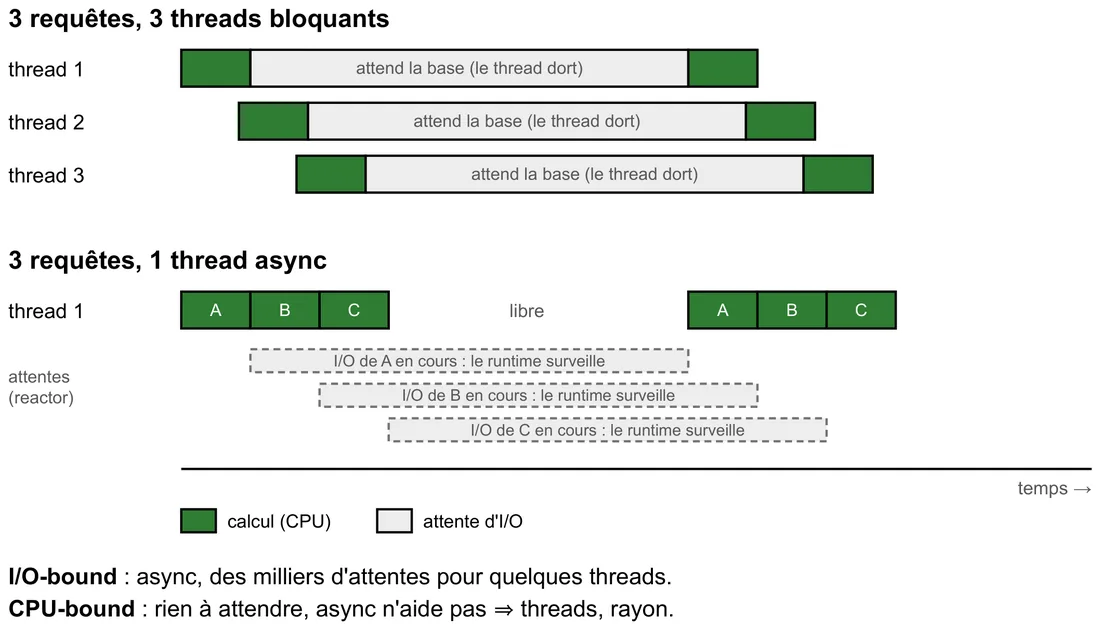 3 requêtes, 3 threads bloquants
thread 1
attend la base (le thread dort)
thread 2
attend la base (le thread dort)
thread 3
attend la base (le thread dort)
3 requêtes, 1 thread async
thread 1
A
B
C
libre
A
B
C
attentes
(reactor)
I/O de A en cours : le runtime surveille
I/O de B en cours : le runtime surveille
I/O de C en cours : le runtime surveille
temps →
calcul (CPU)
attente d'I/O
I/O-bound : async, des milliers d'attentes pour quelques threads.
CPU-bound : rien à attendre, async n'aide pas ⇒ threads, rayon.